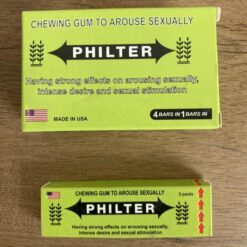 CHEWING GUM TO AROUSE SEXUALLY
PHILTER
Having strong effects on arousing sexually,
intense desire and sexual stimulation
MADE IN USA
4 BARS IN 1 BARS IN
CHEWING GUM TO AROUSE SEXUALLY
5 packs
PHILTER
Having strong effects on arousing sexually,
intense desire and sexual stimulation